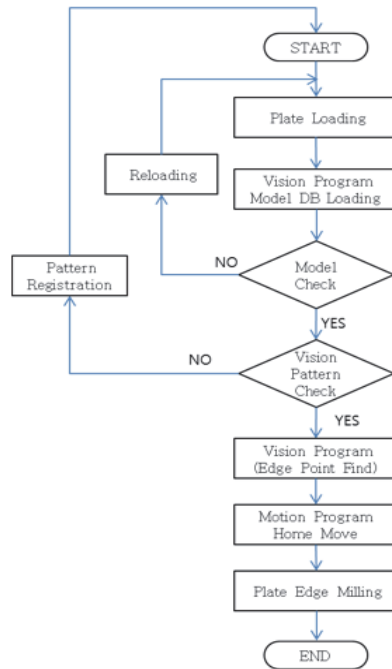 START
Plate Loading
Reloading
Vision Program
Model DB Loading
NO
Model
Check
Pattern
Registration
YES
NO
Vision
Pattern
Check
YES
Vision Program
(Edge Point Find)
Motion Program
Home Move
Plate Edge Milling
END